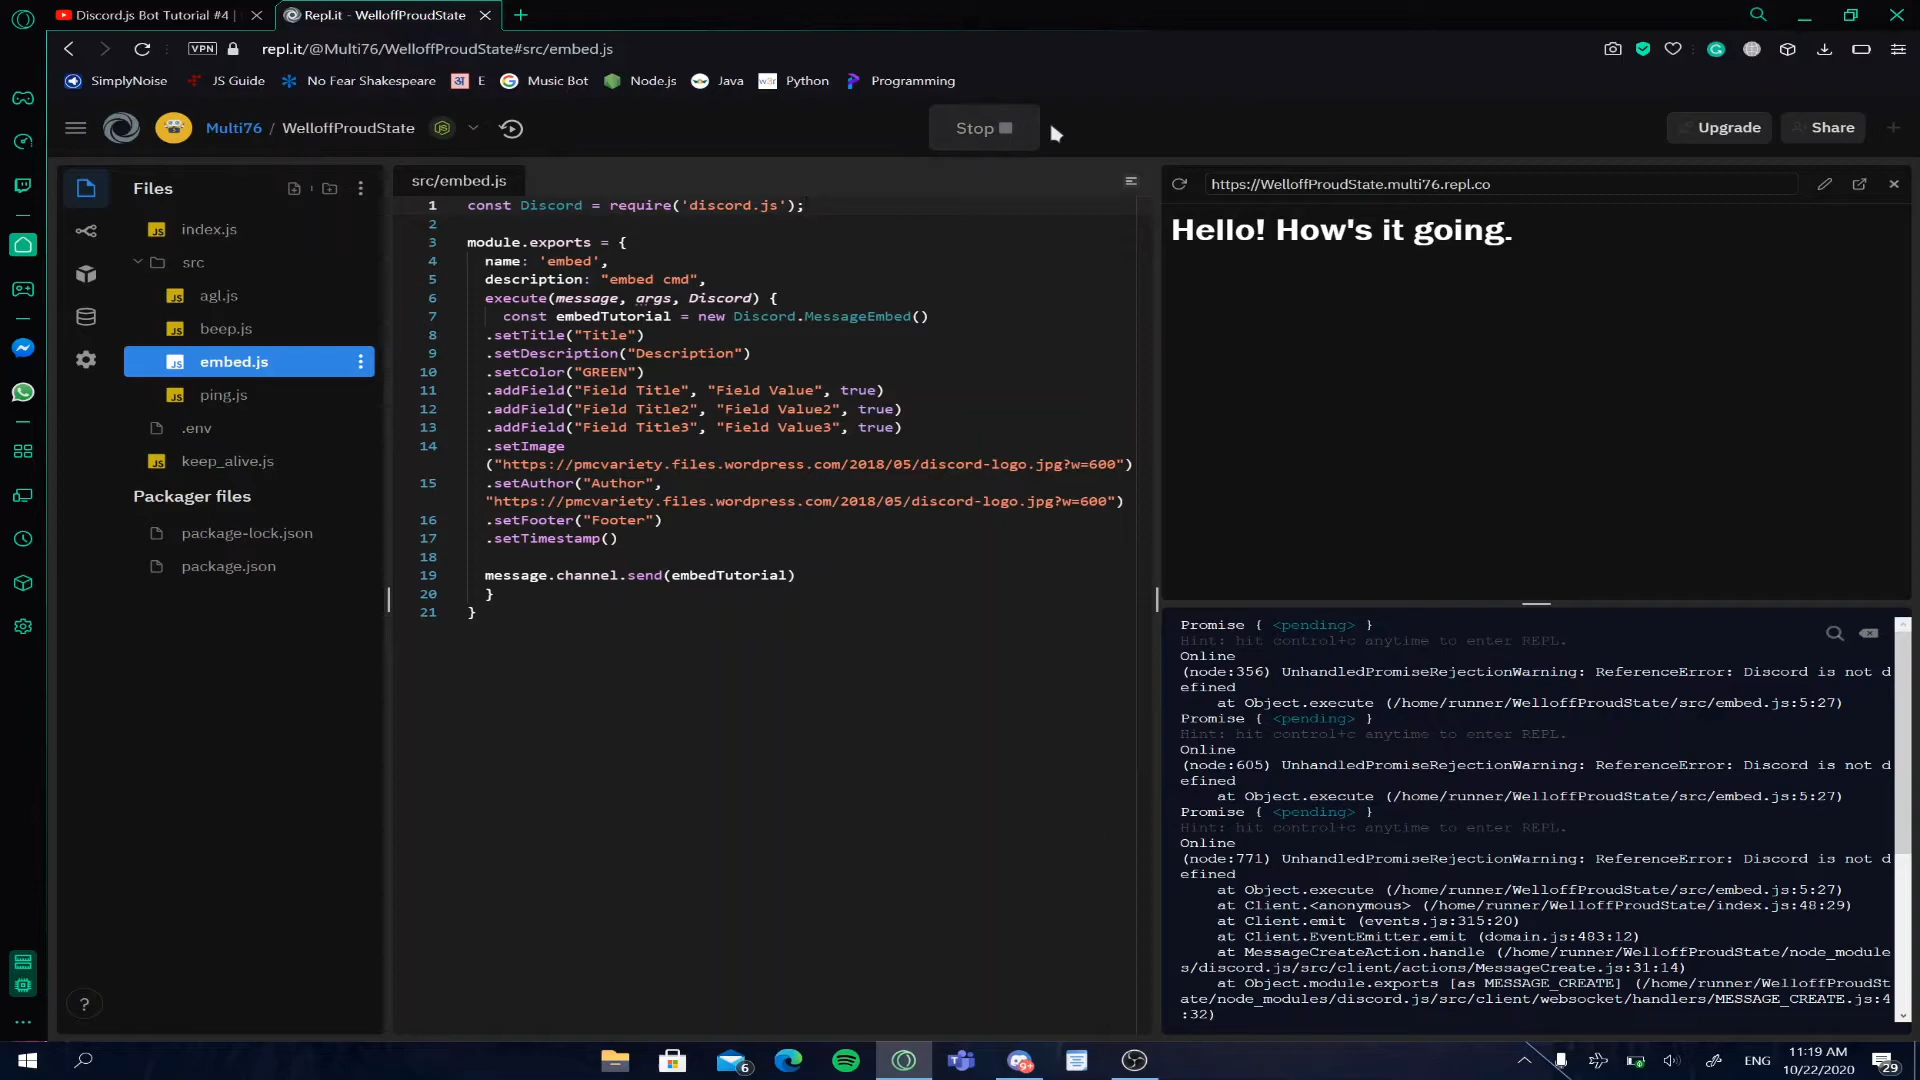 Discord.js Bot Tutorial #4 |
Repl.it - WelloffProudState
VPN
repl.it/@Multi76/WelloffProudState#src/embed.js
SimplyNoise
JS Guide
No Fear Shakespeare
अ E
Music Bot
Node.js
Java
Python
Programming
Multi76 / WelloffProudState
Stop
Upgrade
Share
Files
index.js
src
agl.js
beep.js
embed.js
ping.js
.env
keep_alive.js
Packager files
package-lock.json
package.json
src/embed.js
1 const Discord = require('discord.js');
2
3 module.exports = {
4 name: 'embed',
5 description: "embed cmd",
6 execute(message, args, Discord) {
7 const embedTutorial = new Discord.MessageEmbed()
8 .setTitle("Title")
9 .setDescription("Description")
10 .setColor("GREEN")
11 .addField("Field Title", "Field Value", true)
12 .addField("Field Title2", "Field Value2", true)
13 .addField("Field Title3", "Field Value3", true)
14 .setImage
("https://pmcvariety.files.wordpress.com/2018/05/discord-logo.jpg?w=600")
15 .setAuthor("Author",
"https://pmcvariety.files.wordpress.com/2018/05/discord-logo.jpg?w=600")
16 .setFooter("Footer")
17 .setTimestamp()
18
19 message.channel.send(embedTutorial)
20 }
21 }
https://WelloffProudState.multi76.repl.co
Hello! How's it going.
Promise { <pending> }
Hint: hit control+c anytime to enter REPL.
Online
(node:356) UnhandledPromiseRejectionWarning: ReferenceError: Discord is not d
efined
at Object.execute (/home/runner/WelloffProudState/src/embed.js:5:27)
Promise { <pending> }
Hint: hit control+c anytime to enter REPL.
Online
(node:605) UnhandledPromiseRejectionWarning: ReferenceError: Discord is not d
efined
at Object.execute (/home/runner/WelloffProudState/src/embed.js:5:27)
Promise { <pending> }
Hint: hit control+c anytime to enter REPL.
Online
(node:771) UnhandledPromiseRejectionWarning: ReferenceError: Discord is not d
efined
at Object.execute (/home/runner/WelloffProudState/src/embed.js:5:27)
at Client.<anonymous> (/home/runner/WelloffProudState/index.js:48:29)
at Client.emit (events.js:315:20)
at Client.EventEmitter.emit (domain.js:483:12)
at MessageCreateAction.handle (/home/runner/WelloffProudState/node_module
s/discord.js/src/client/actions/MessageCreate.js:31:14)
at Object.module.exports [as MESSAGE_CREATE] (/home/runner/WelloffProudSt
ate/node_modules/discord.js/src/client/websocket/handlers/MESSAGE_CREATE.js:4
:32)
?
6
9+
ENG
11:19 AM
10/22/2020
29